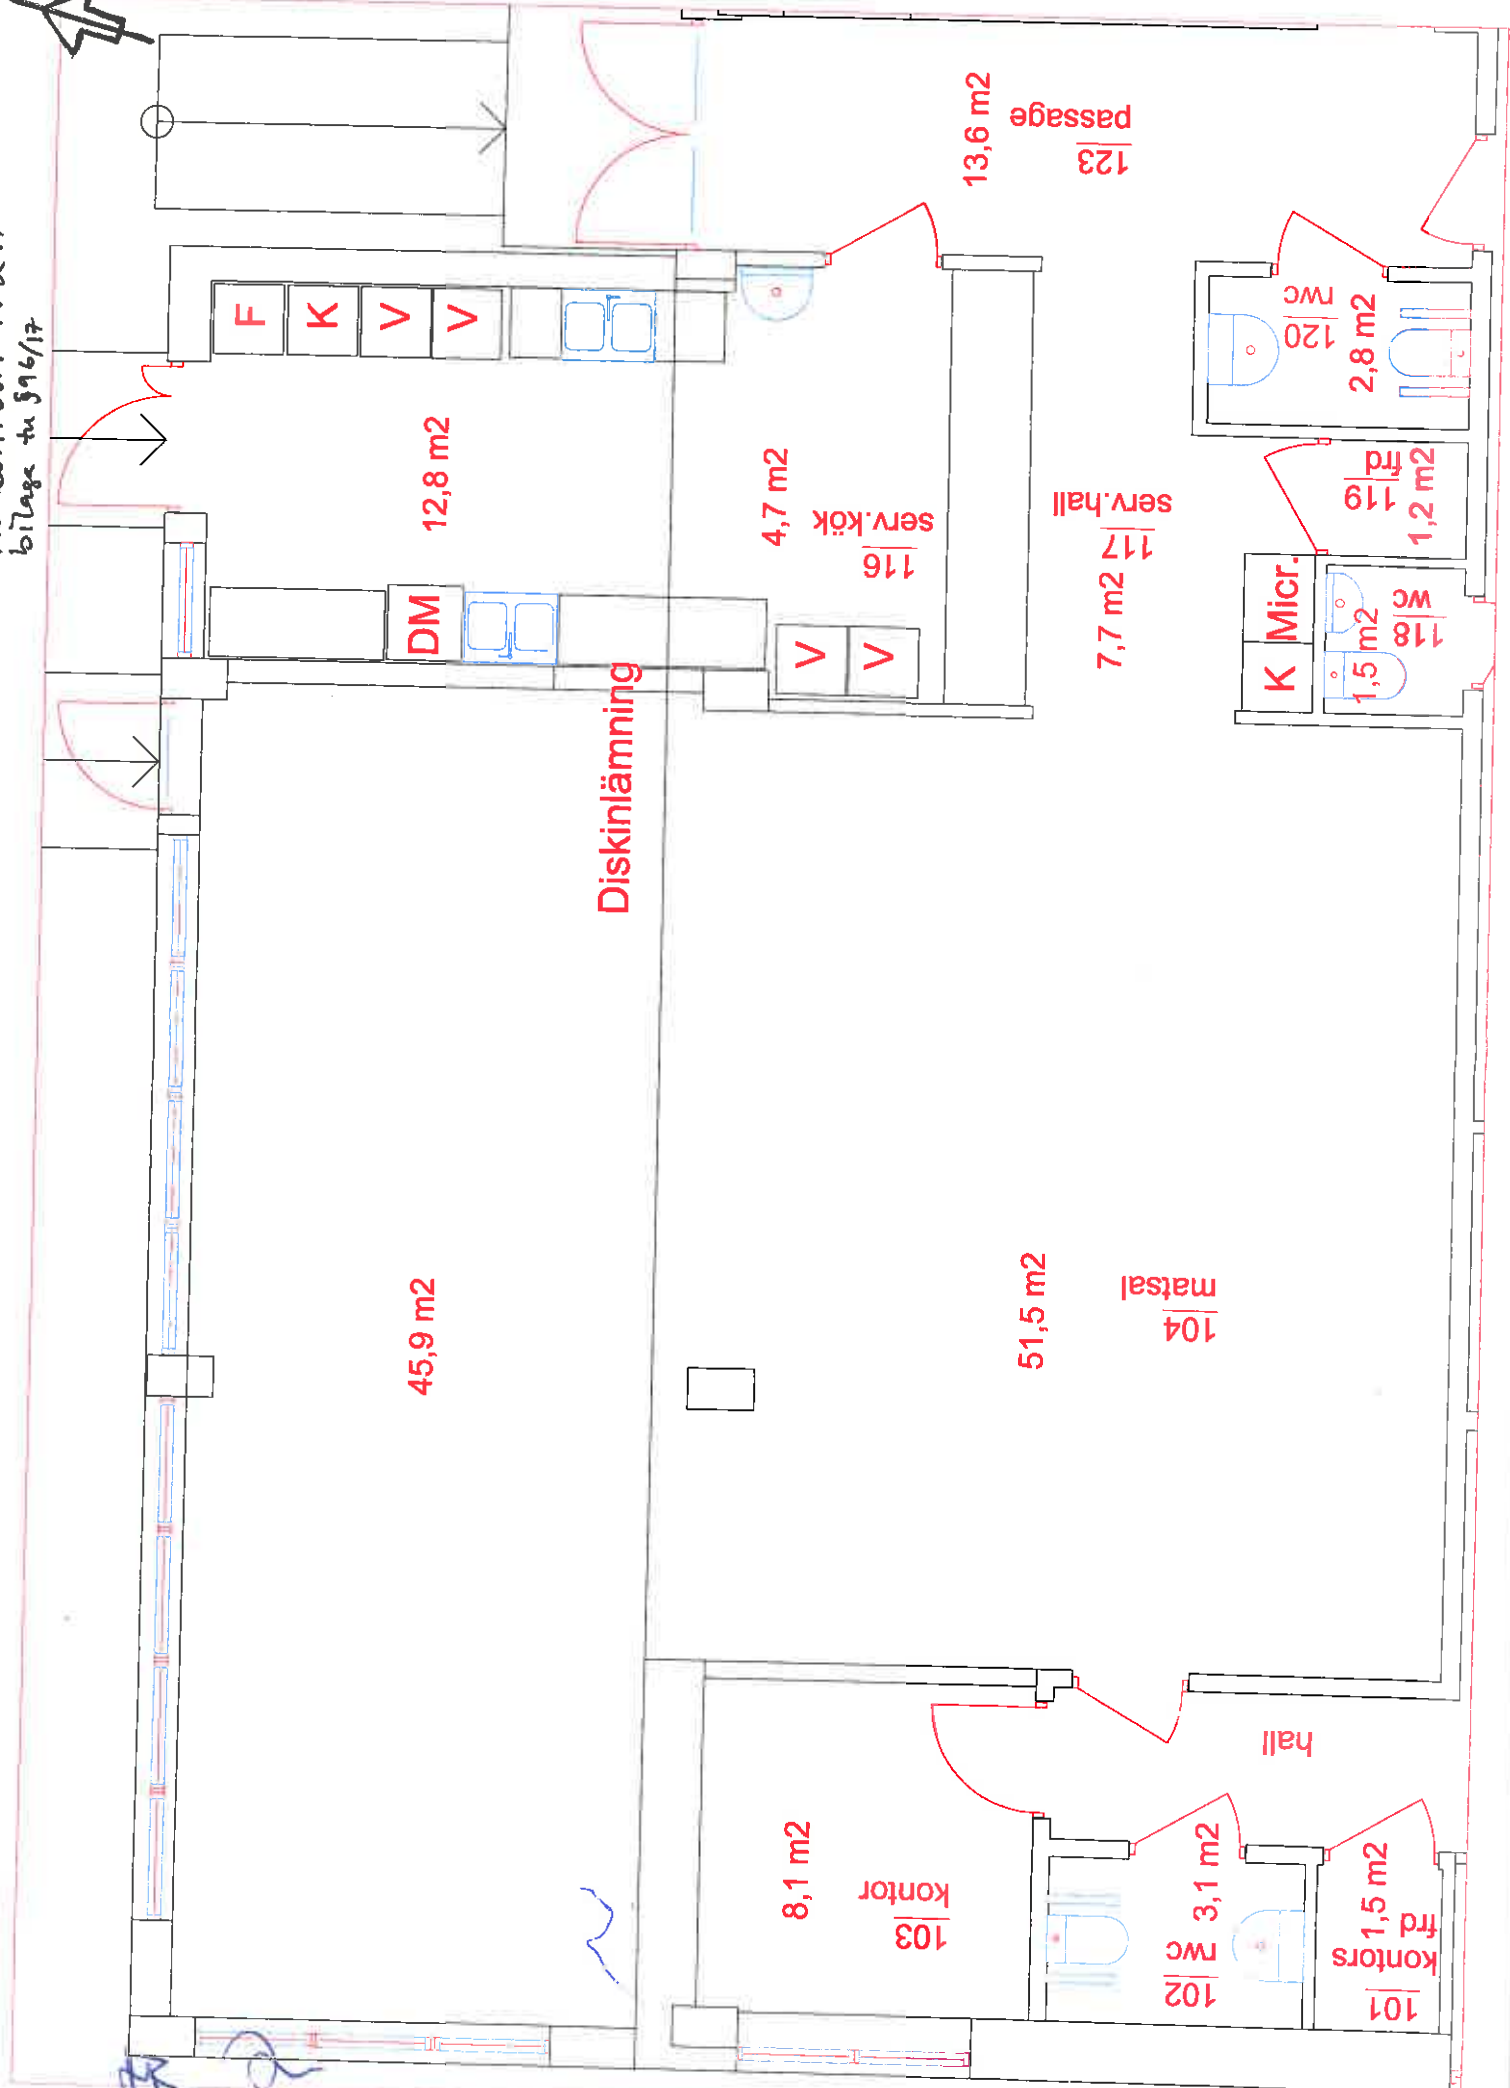 bilaga tu §96/17
F
K
V
V
12,8 m2
DM
4,7 m2
116
serv.kök
V
V
Diskinlämning
13,6 m2
123
passage
117
serv.hall
7,7 m2
120
rwc
2,8 m2
119
frd
1,2 m2
K
Micr.
118
wc
1,5 m2
45,9 m2
51,5 m2
104
matsal
8,1 m2
103
kontor
hall
102
rwc
3,1 m2
101
kontors
frd
1,5 m2